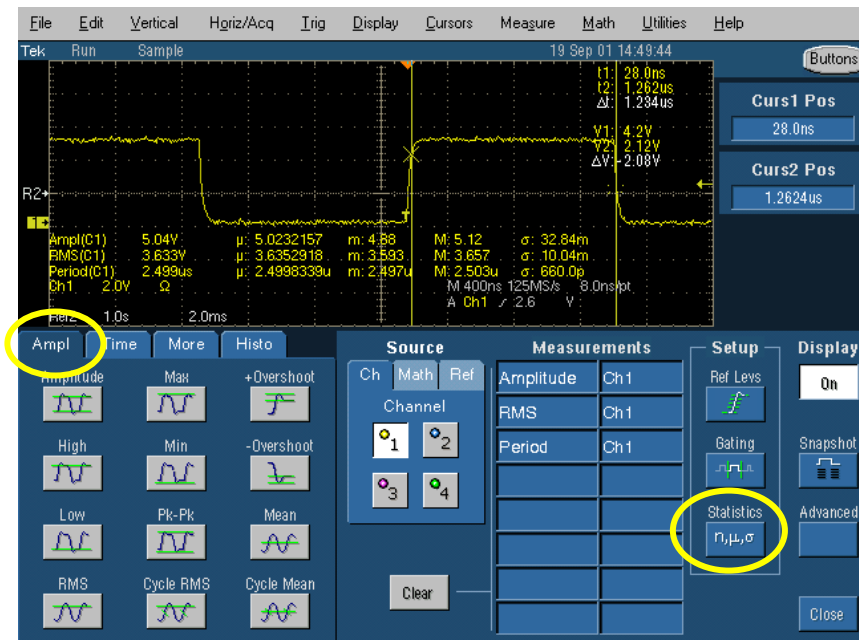 File Edit Vertical Horiz/Acq Trig Display Cursors Measure Math Utilities Help
Tek Run Sample 19 Sep 01 14:49:44
Buttons
t1: 28.0ns
t2: 1.262us
Δt: 1.234us
V1: 4.2V
V2: 2.12V
ΔV: -2.08V
Curs1 Pos
28.0ns
Curs2 Pos
1.2624us
R2
1
Ampl(C1) 5.04V μ: 5.0232157 m: 4.88 M: 5.12 σ: 32.84m
RMS(C1) 3.633V μ: 3.6352918 m: 3.593 M: 3.657 σ: 10.04m
Period(C1) 2.499us μ: 2.4998339u m: 2.497u M: 2.503u σ: 660.0p
Ch1 2.0V Ω M 400ns 125MS/s 8.0ns/pt
A Ch1 2.6 V
Ref2 1.0s 2.0ms
Ampl Time More Histo
Amplitude Max +Overshoot
High Min -Overshoot
Low Pk-Pk Mean
RMS Cycle RMS Cycle Mean
Source
Ch Math Ref
Channel
1 2
3 4
Clear
Measurements
Amplitude Ch1
RMS Ch1
Period Ch1
Setup
Ref Levs
Gating
Statistics
n,μ,σ
Display
On
Snapshot
Advanced
Close